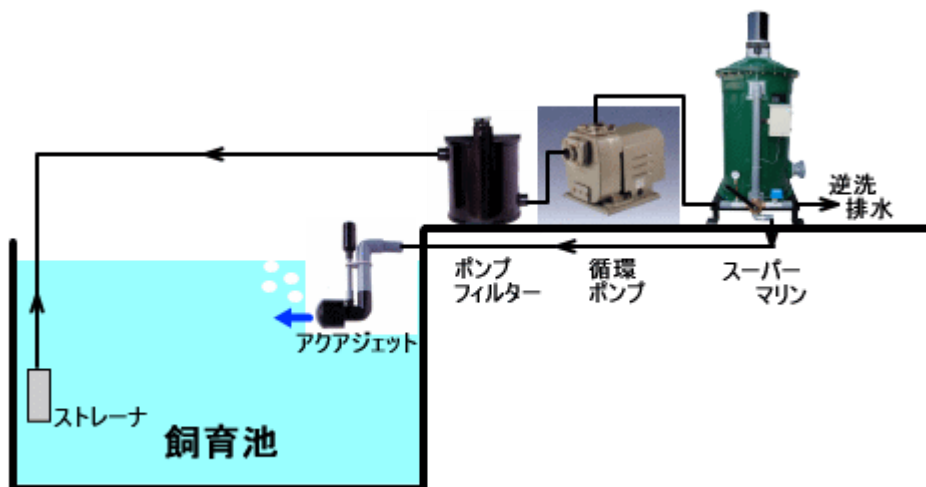 逆洗
排水
ポンプ
フィルター
循環
ポンプ
スーパー
マリン
アクアジェット
ストレーナ
飼育池